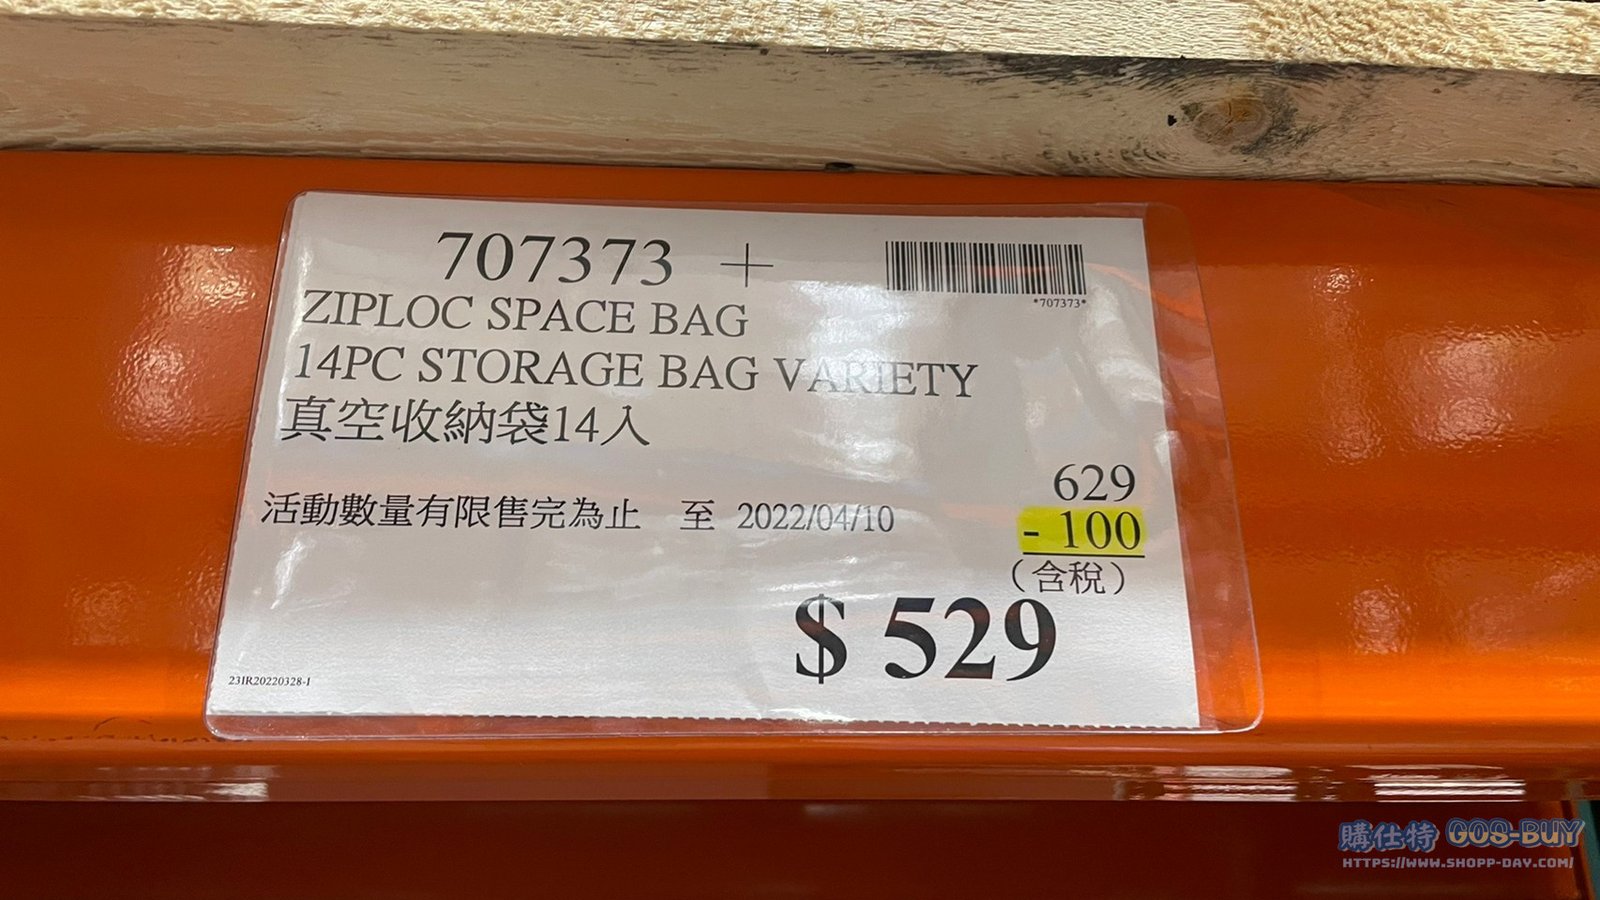 707373 +
*707373*
ZIPLOC SPACE BAG
14PC STORAGE BAG VARIETY
真空收納袋14入
629
活動數量有限售完為止 至 2022/04/10
- 100
(含稅)
$ 529
23IR20220328-1
購仕特 GOS-BUY
HTTPS://WWW.SHOPP-DAY.COM/